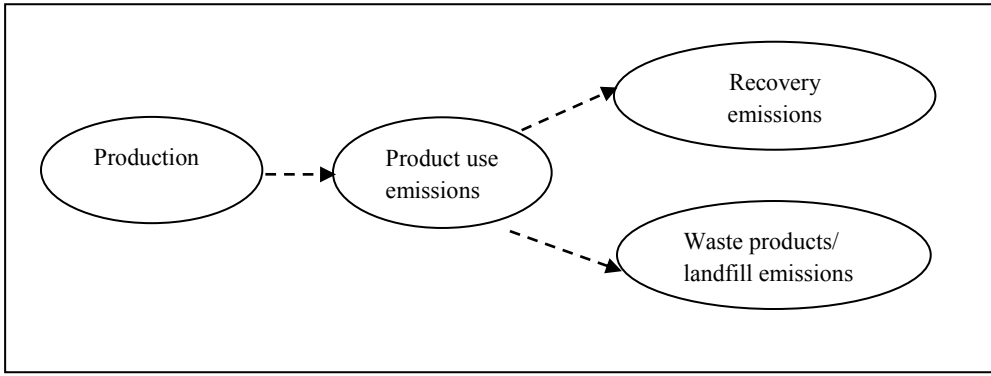 Production
Product use
emissions
Recovery
emissions
Waste products/
landfill emissions